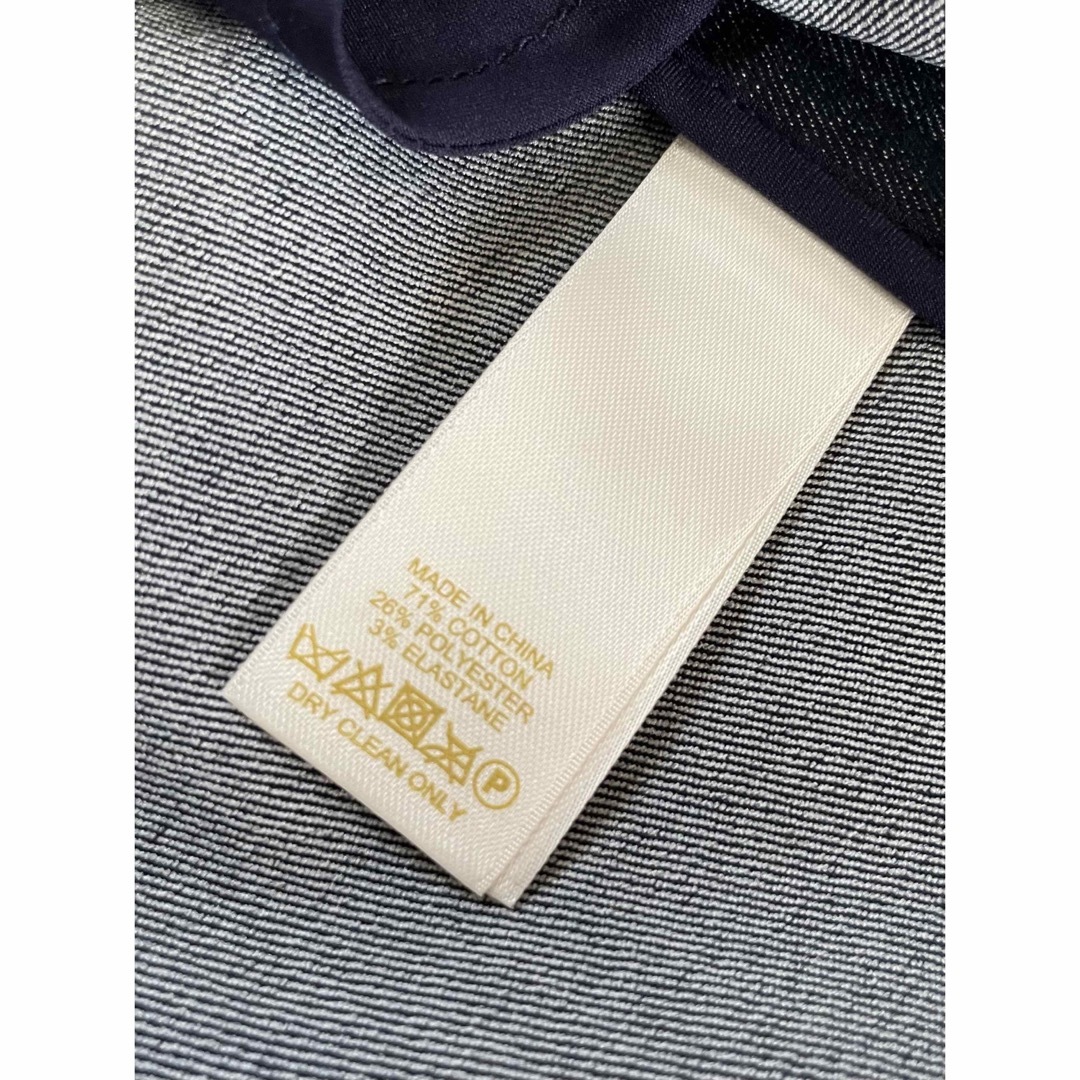 MADE IN CHINA
71% COTTON
26% POLYESTER
3% ELASTANE
P
DRY CLEAN ONLY